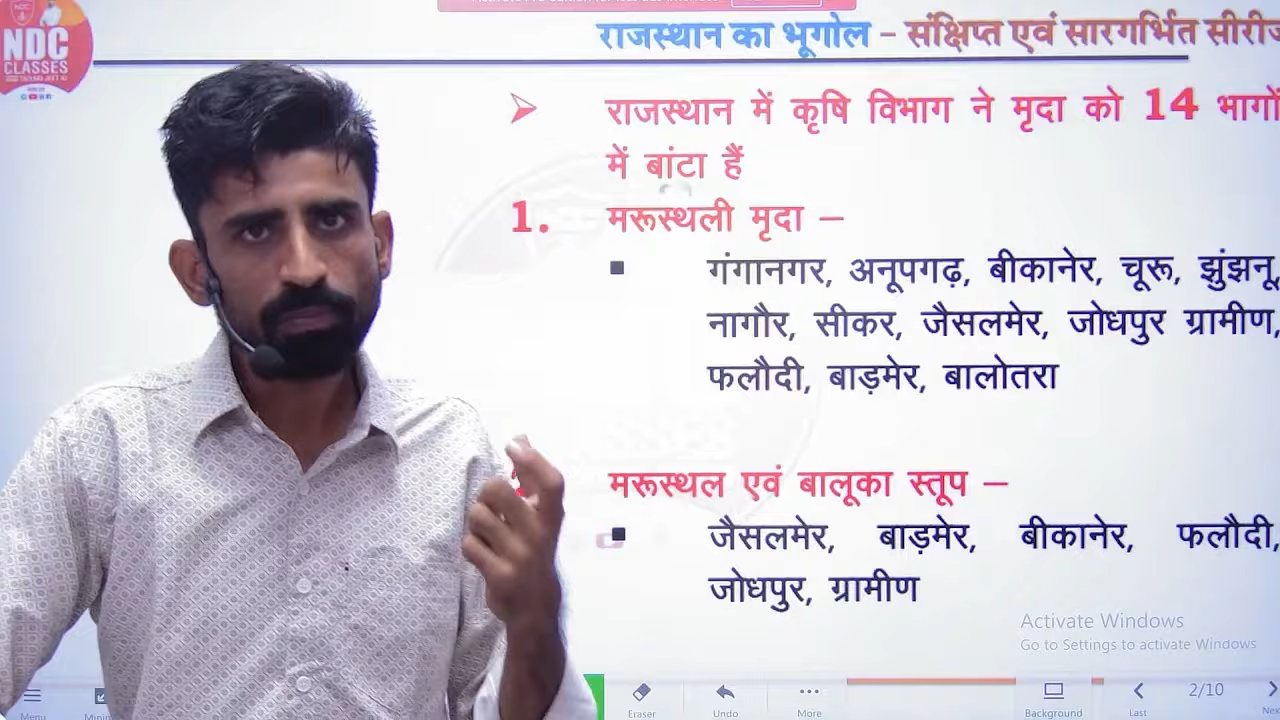 NDC
CLASSES
राजस्थान का भूगोल – संक्षिप्त एवं सारगर्भित सीरीज
राजस्थान में कृषि विभाग ने मृदा को 14 भागों
में बांटा हैं
1. मरूस्थली मृदा –
गंगानगर, अनूपगढ़, बीकानेर, चूरू, झुंझनू,
नागौर, सीकर, जैसलमेर, जोधपुर ग्रामीण,
फलौदी, बाड़मेर, बालोतरा
मरूस्थल एवं बालूका स्तूप –
जैसलमेर, बाड़मेर, बीकानेर, फलौदी,
जोधपुर, ग्रामीण
Activate Windows
Go to Settings to activate Windows
Menu
Eraser
Undo
More
Background
Last
2/10